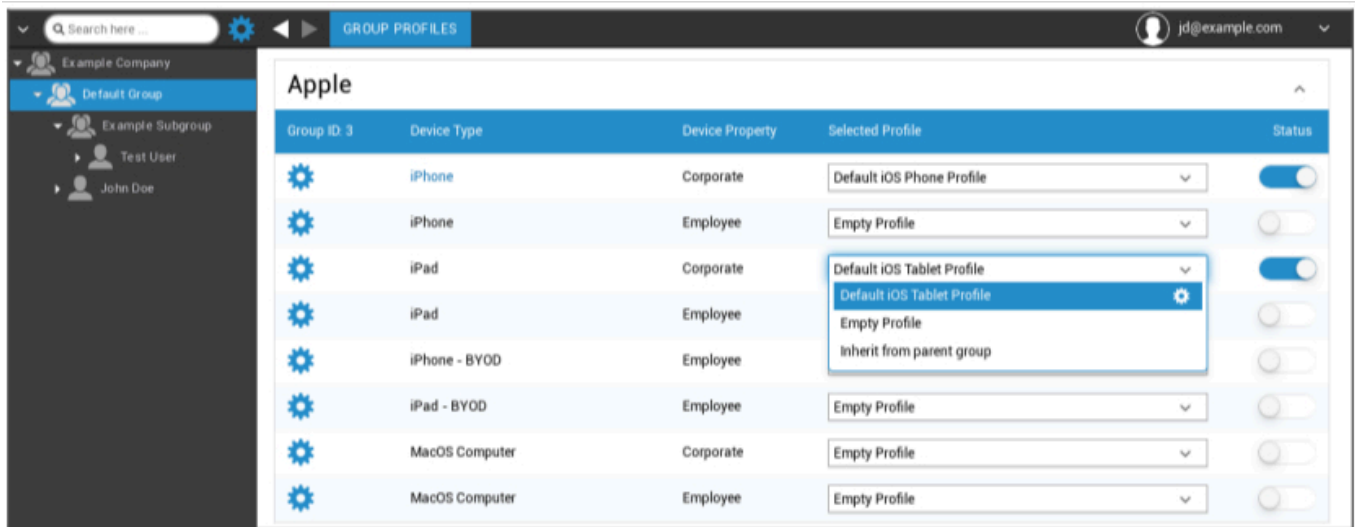 Search here ...
GROUP PROFILES
jd@example.com
Example Company
Default Group
Example Subgroup
Test User
John Doe
Apple
Group ID: 3 Device Type Device Property Selected Profile Status
iPhone Corporate Default iOS Phone Profile
iPhone Employee Empty Profile
iPad Corporate Default iOS Tablet Profile
Default iOS Tablet Profile
Empty Profile
Inherit from parent group
iPad Employee
iPhone - BYOD Employee
iPad - BYOD Employee Empty Profile
MacOS Computer Corporate Empty Profile
MacOS Computer Employee Empty Profile